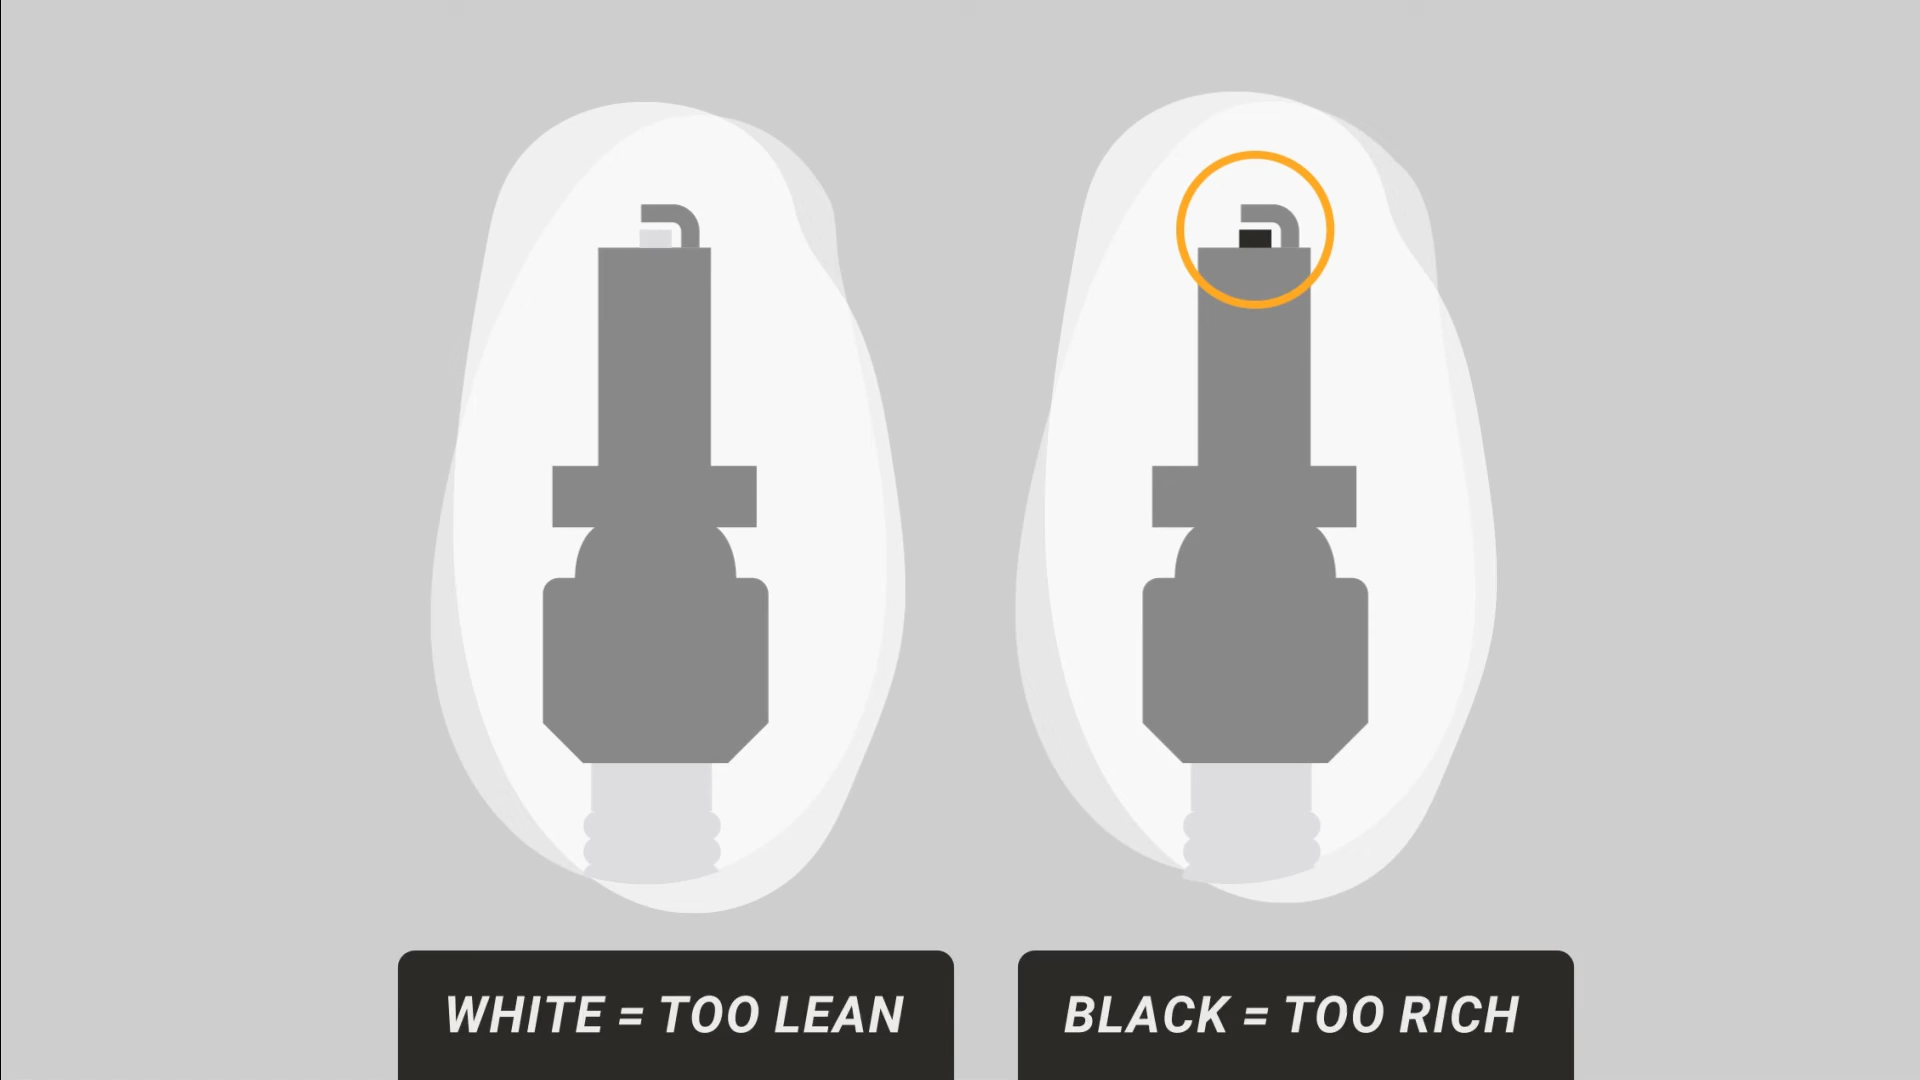 WHITE = TOO LEAN
BLACK = TOO RICH